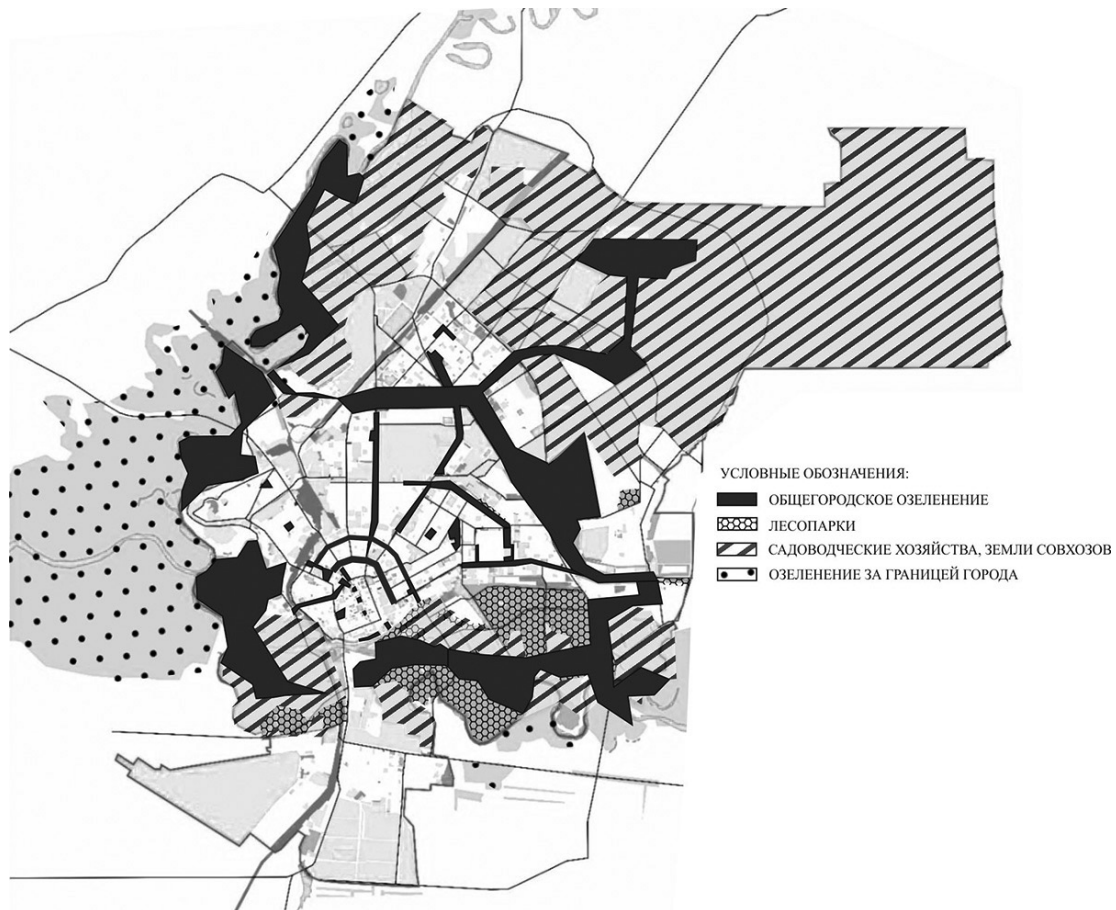 УСЛОВНЫЕ ОБОЗНАЧЕНИЯ:
ОБЩЕГОРОДСКОЕ ОЗЕЛЕНЕНИЕ
ЛЕСОПАРКИ
САДОВОДЧЕСКИЕ ХОЗЯЙСТВА, ЗЕМЛИ СОВХОЗОВ
ОЗЕЛЕНЕНИЕ ЗА ГРАНИЦЕЙ ГОРОДА